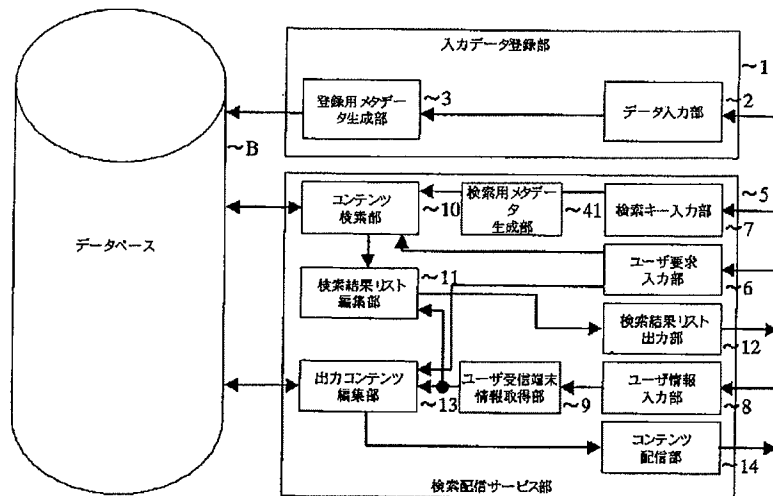 入力データ登録部
~1
登録用メタデー
タ生成部
~3
データ入力部
~2
~B
データベース
コンテンツ
検索部
~10
検索用メタデー
タ
生成部
~41
検索キー入力部
~5
~7
ユーザ要求
入力部
~6
検索結果リスト
編集部
~11
検索結果リスト
出力部
~12
出力コンテンツ
編集部
~13
ユーザ受信端末
情報取得部
~9
ユーザ情報
入力部
~8
コンテンツ
配信部
~14
検索配信サービス部